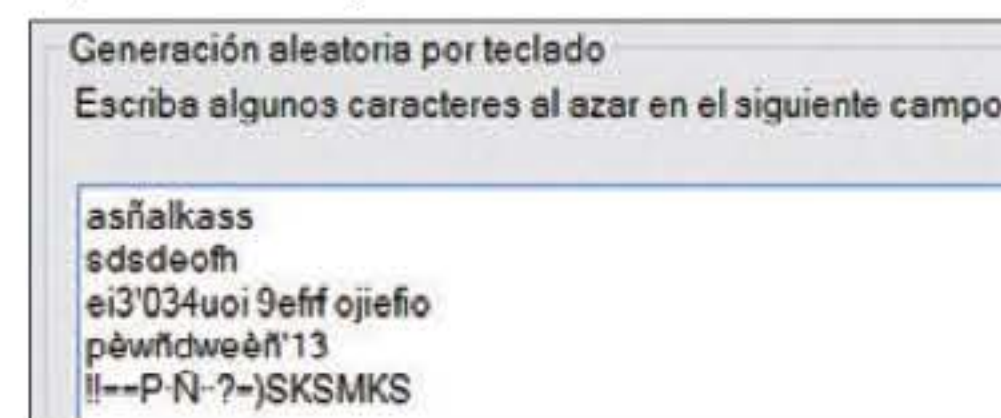 Generación aleatoria por teclado
Escriba algunos caracteres al azar en el siguiente campo
asñalkass
sdsdeofh
ei3'034uoi 9efrf ojiefio
pèwñdweèñ'13
!!==P·Ñ··?=)SKSMKS